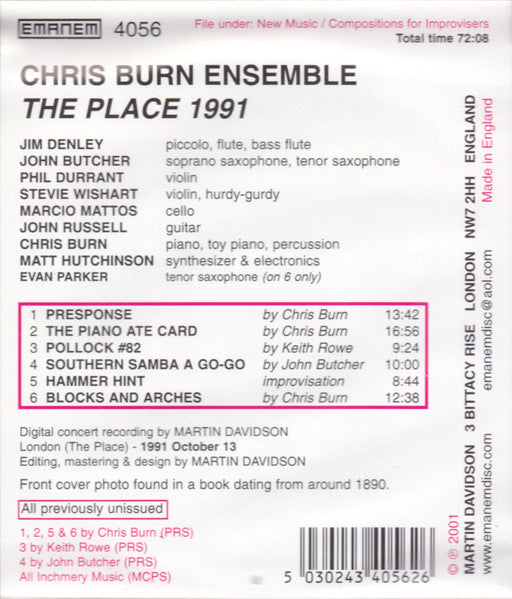 EMANEM 4056
File under: New Music / Compositions for Improvisers
Total time 72:08
CHRIS BURN ENSEMBLE
THE PLACE 1991
JIM DENLEY piccolo, flute, bass flute
JOHN BUTCHER soprano saxophone, tenor saxophone
PHIL DURRANT violin
STEVIE WISHART violin, hurdy-gurdy
MARCIO MATTOS cello
JOHN RUSSELL guitar
CHRIS BURN piano, toy piano, percussion
MATT HUTCHINSON synthesizer & electronics
EVAN PARKER tenor saxophone (on 6 only)
1 PRESPONSE by Chris Burn 13:42
2 THE PIANO ATE CARD by Chris Burn 16:56
3 POLLOCK #82 by Keith Rowe 9:24
4 SOUTHERN SAMBA A GO-GO by John Butcher 10:00
5 HAMMER HINT improvisation 8:44
6 BLOCKS AND ARCHES by Chris Burn 12:38
Digital concert recording by MARTIN DAVIDSON
London (The Place) - 1991 October 13
Editing, mastering & design by MARTIN DAVIDSON
Front cover photo found in a book dating from around 1890.
All previously unissued
1, 2, 5 & 6 by Chris Burn (PRS)
3 by Keith Rowe (PRS)
4 by John Butcher (PRS)
All Inchmery Music (MCPS)
5 030243 405626
© ℗ 2001 Made in England
MARTIN DAVIDSON 3 BITTACY RISE LONDON NW7 2HH ENGLAND
www.emanemdisc.com emanemdisc@aol.com